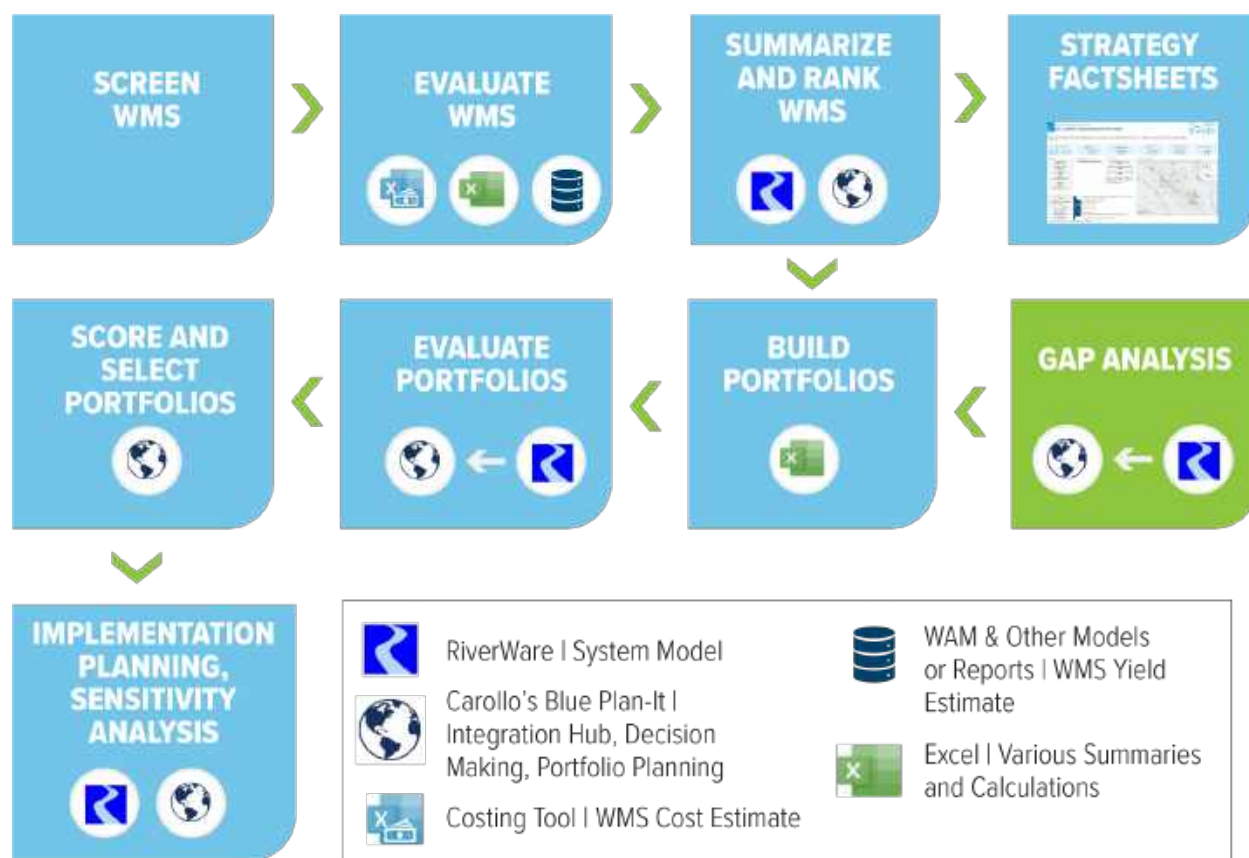 SCREEN
WMS
EVALUATE
WMS
SUMMARIZE
AND RANK
WMS
STRATEGY
FACTSHEETS
SCORE AND
SELECT
PORTFOLIOS
EVALUATE
PORTFOLIOS
BUILD
PORTFOLIOS
GAP ANALYSIS
IMPLEMENTATION
PLANNING,
SENSITIVITY
ANALYSIS
RiverWare | System Model
Carollo's Blue Plan-It |
Integration Hub, Decision
Making, Portfolio Planning
Costing Tool | WMS Cost Estimate
WAM & Other Models
or Reports | WMS Yield
Estimate
Excel | Various Summaries
and Calculations